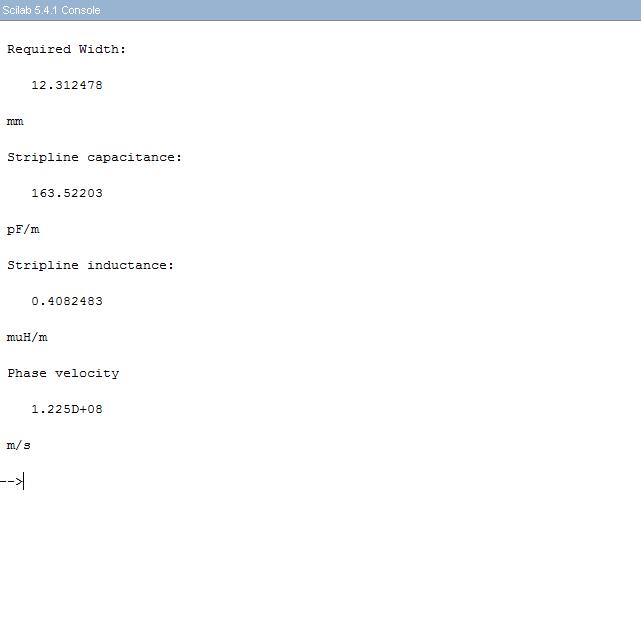 Scilab 5.4.1 Console
Required Width:
12.312478
mm
Stripline capacitance:
163.52203
pF/m
Stripline inductance:
0.4082483
muH/m
Phase velocity
1.225D+08
m/s
-->